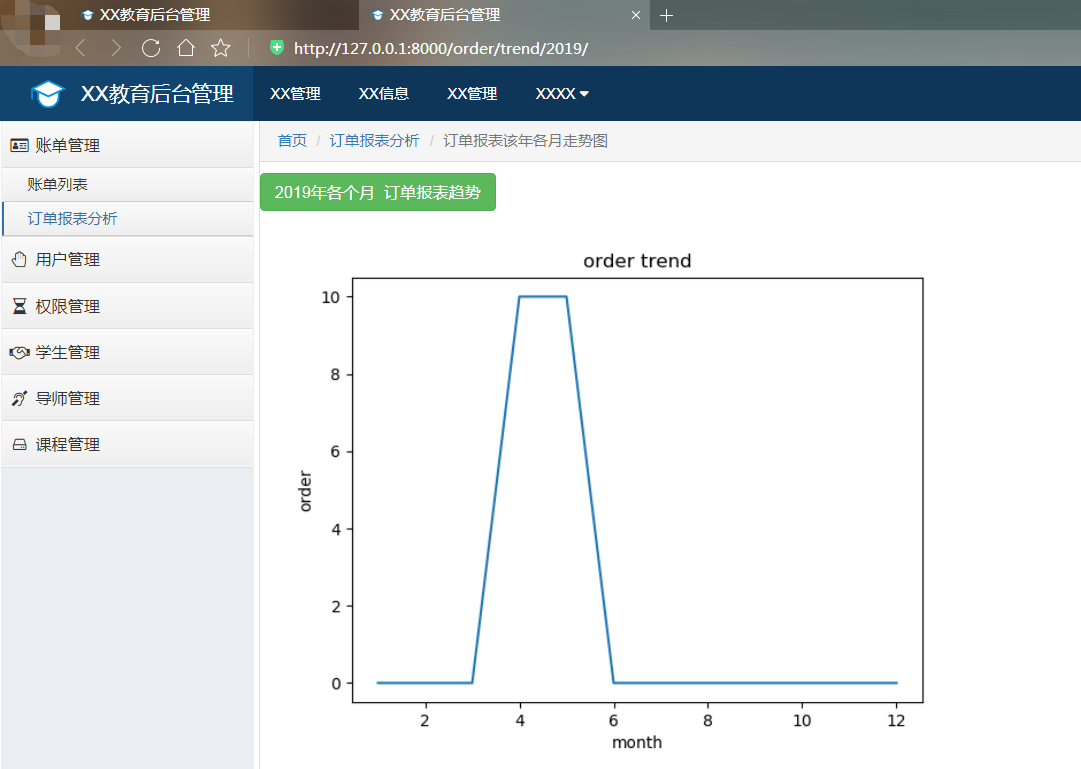 XX教育后台管理
XX教育后台管理
http://127.0.0.1:8000/order/trend/2019/
XX教育后台管理 XX管理 XX信息 XX管理 XXXX
账单管理
账单列表
订单报表分析
用户管理
权限管理
学生管理
导师管理
课程管理
首页 / 订单报表分析 / 订单报表该年各月走势图
2019年各个月 订单报表趋势
order trend
10
8
6
4
2
0
order
2 4 6 8 10 12
month